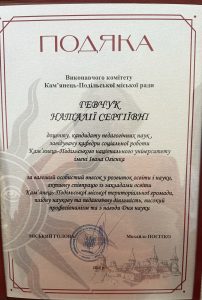 ПОДЯКА
Виконавчого комітету
Кам'янець-Подільської міської ради
ГЕВЧУК
НАТАЛІЇ СЕРГІЇВНІ
доценту, кандидату педагогічних наук,
завідувачу кафедри соціальної роботи
Кам'янець-Подільського національного університету
імені Івана Огієнка
за вагомий особистий внесок у розвиток освіти і науки,
активну співпрацю із закладами освіти
Кам'янець-Подільської міської територіальної громади,
плідну наукову та педагогічну діяльність, високий
професіоналізм та з нагоди Дня науки
МІСЬКИЙ ГОЛОВА
Михайло ПОСІТКО